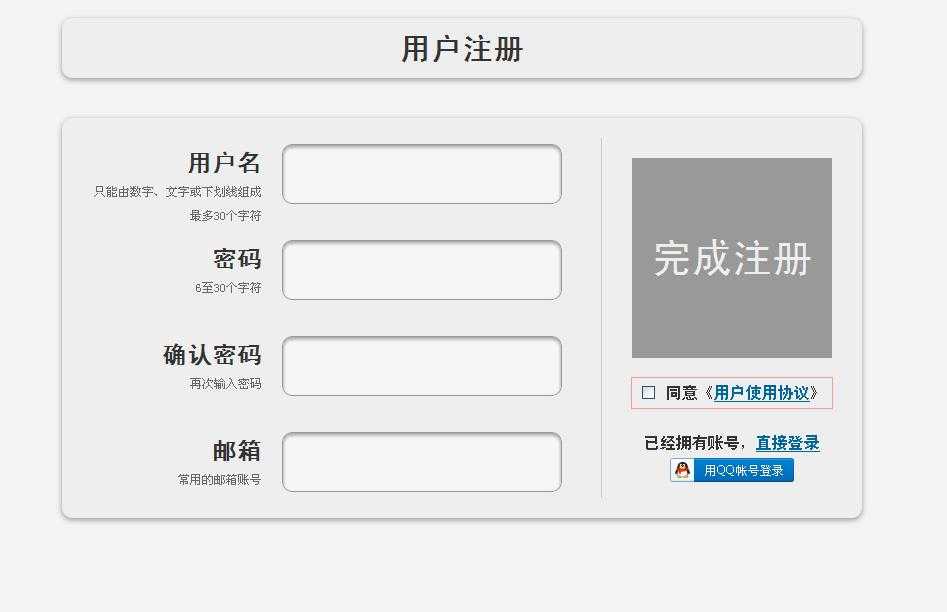 用户注册
用户名
只能由数字、文字或下划线组成
最多30个字符
密码
6至30个字符
确认密码
再次输入密码
邮箱
常用的邮箱账号
完成注册
同意《用户使用协议》
已经拥有账号，直接登录
用QQ帐号登录